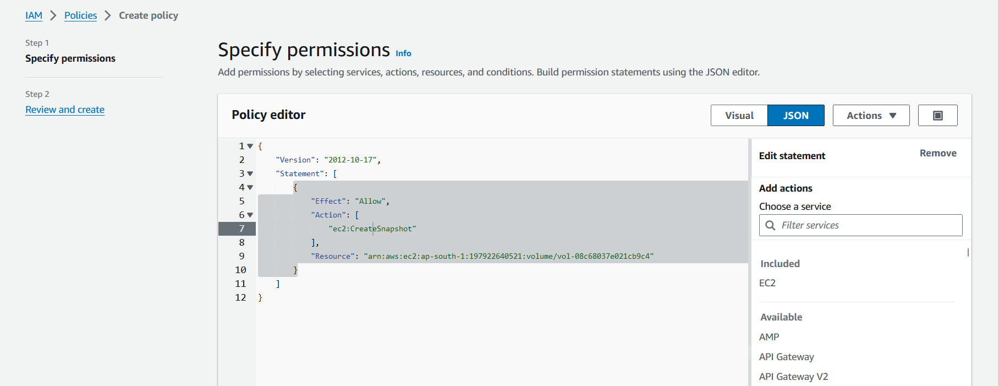 IAM > Policies > Create policy
Step 1
Specify permissions
Step 2
Review and create
Specify permissions Info
Add permissions by selecting services, actions, resources, and conditions. Build permission statements using the JSON editor.
Policy editor
Visual JSON Actions ▼
1 {
2 "Version": "2012-10-17",
3 "Statement": [
4 {
5 "Effect": "Allow",
6 "Action": [
7 "ec2:CreateSnapshot"
8 ],
9 "Resource": "arn:aws:ec2:ap-south-1:197922640521:volume/vol-08c68037e021cb9c4"
10 }
11 ]
12 }
Edit statement Remove
Add actions
Choose a service
Filter services
Included
EC2
Available
AMP
API Gateway
API Gateway V2